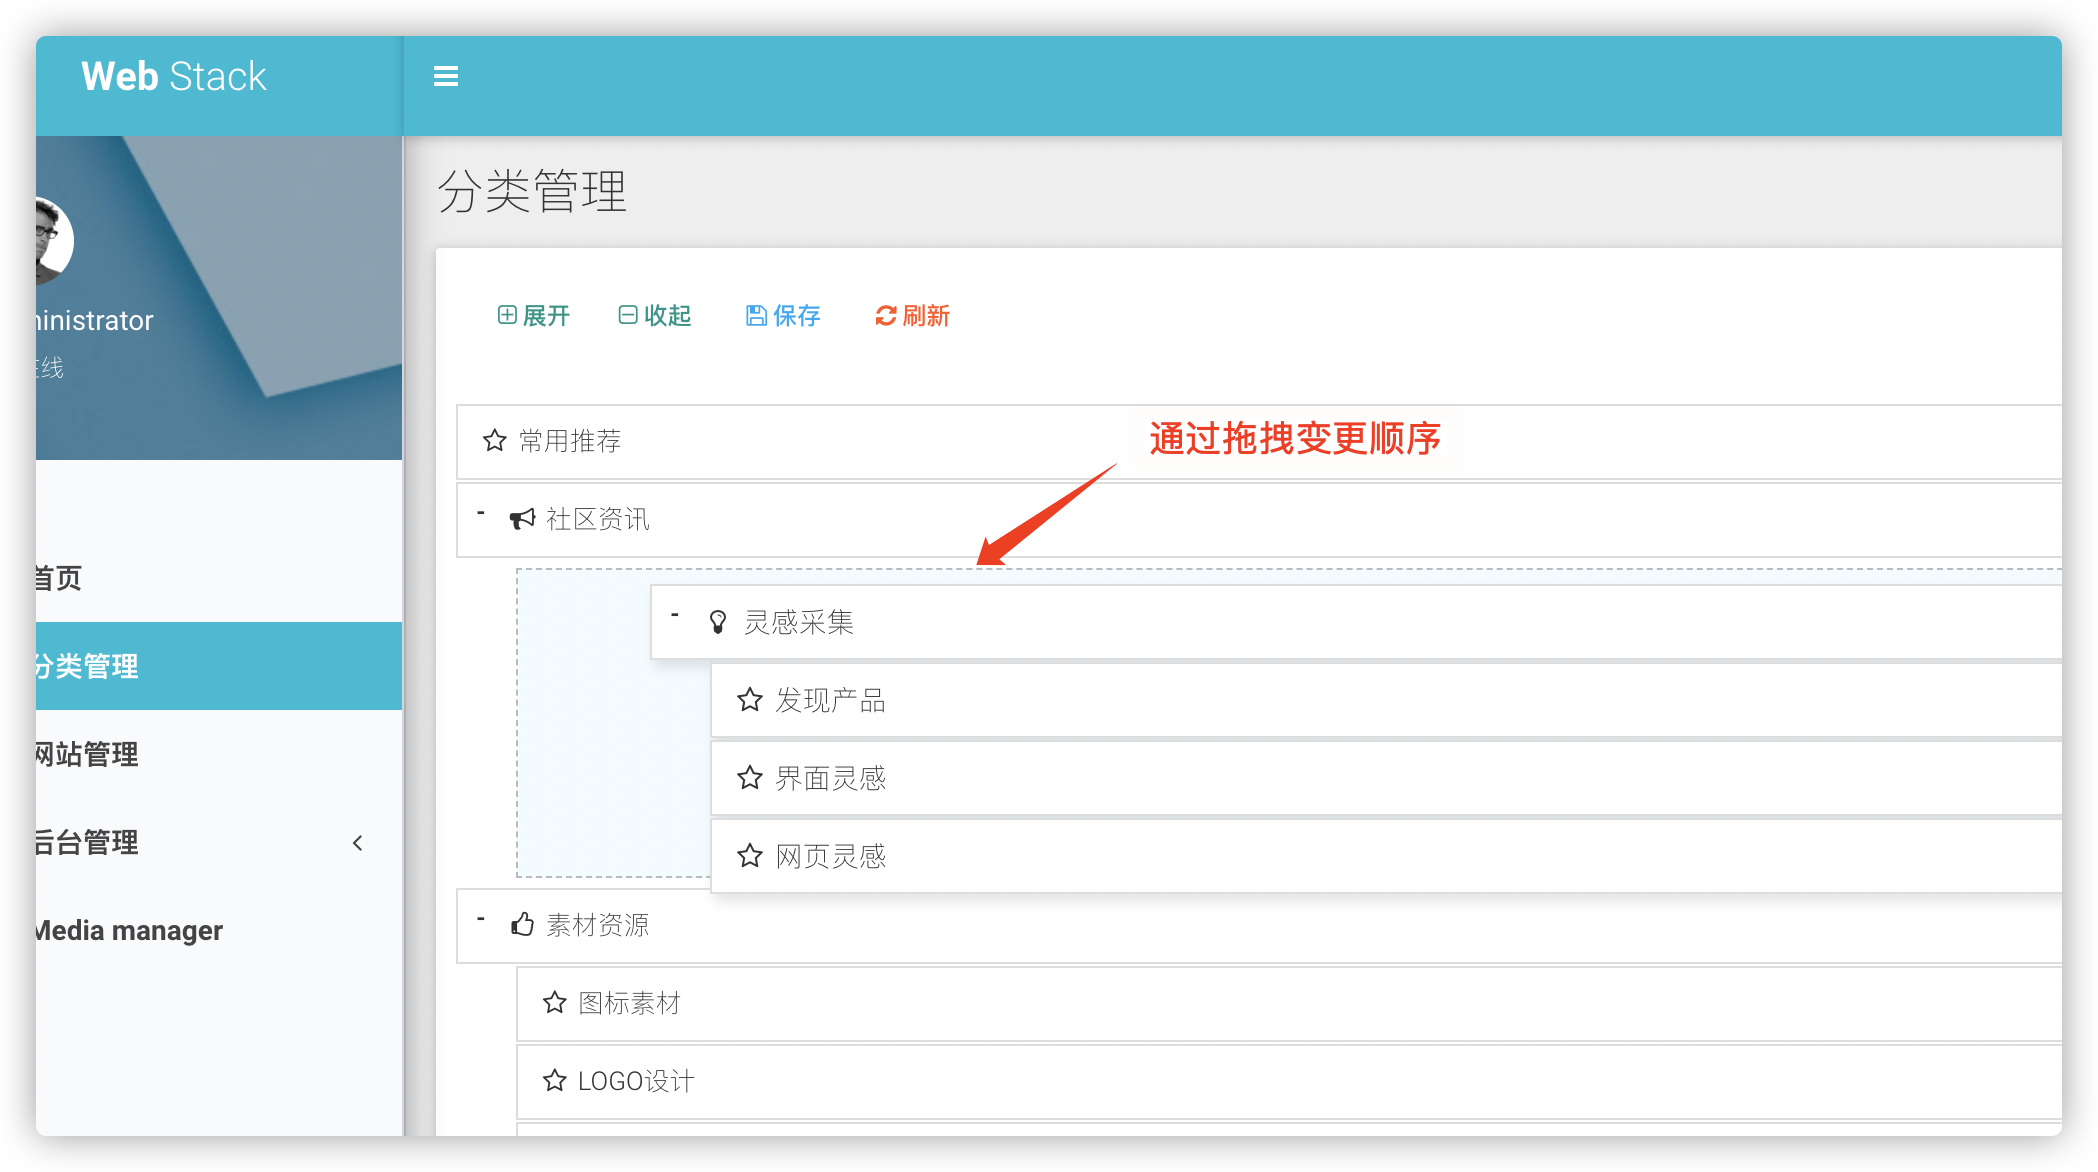 Web Stack
分类管理
ministrator
在线
展开 收起 保存 刷新
常用推荐
通过拖拽变更顺序
社区资讯
灵感采集
发现产品
界面灵感
网页灵感
素材资源
图标素材
LOGO设计
首页
分类管理
网站管理
后台管理
Media manager